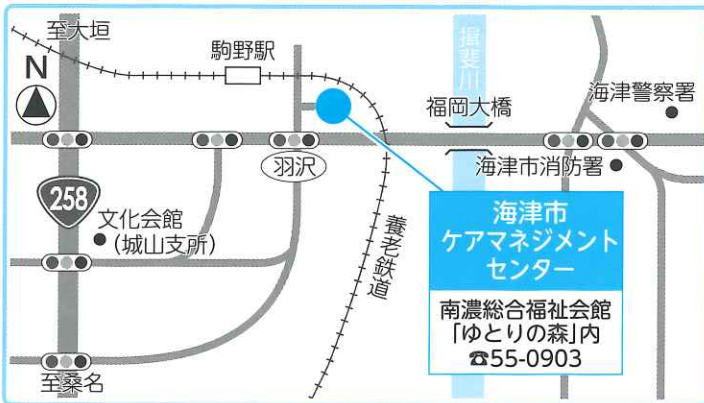 至大垣
N
駒野駅
揖斐川
福岡大橋
海津警察署
羽沢
海津市消防署
258
文化会館
(城山支所)
養老鉄道
海津市
ケアマネジメント
センター
南濃総合福祉会館
「ゆとりの森」内
☎55-0903
至桑名